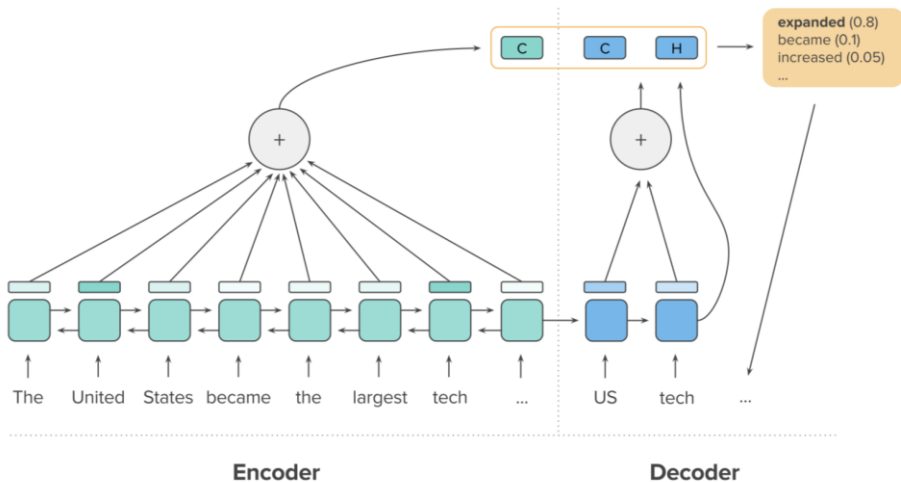 C C H
expanded (0.8)
became (0.1)
increased (0.05)
...
+ +
The United States became the largest tech ... US tech ...
Encoder Decoder